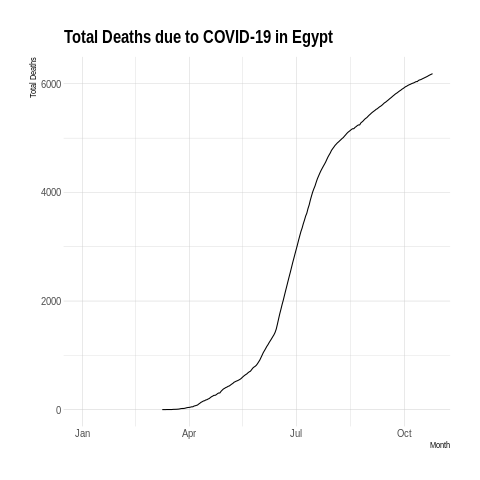 Total Deaths due to COVID-19 in Egypt
Total Deaths
6000
4000
2000
0
Jan Apr Jul Oct
Month